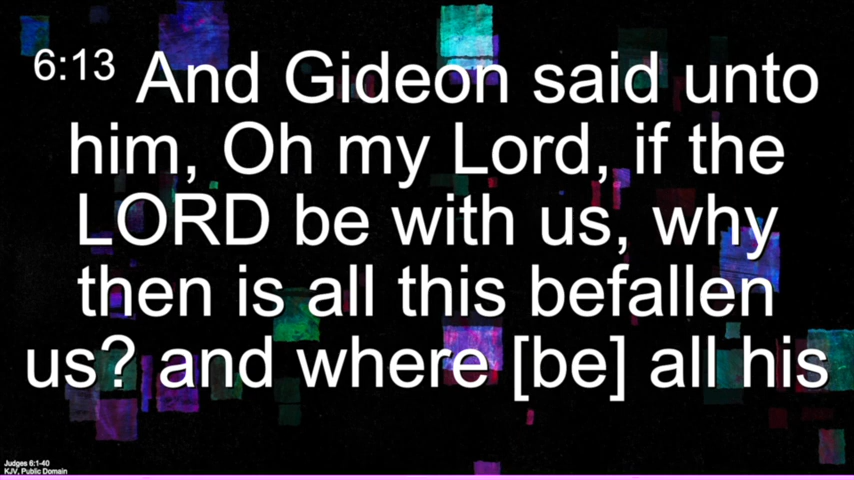 6:13 And Gideon said unto
him, Oh my Lord, if the
LORD be with us, why
then is all this befallen
us? and where [be] all his
Judges 6:1-40
KJV, Public Domain